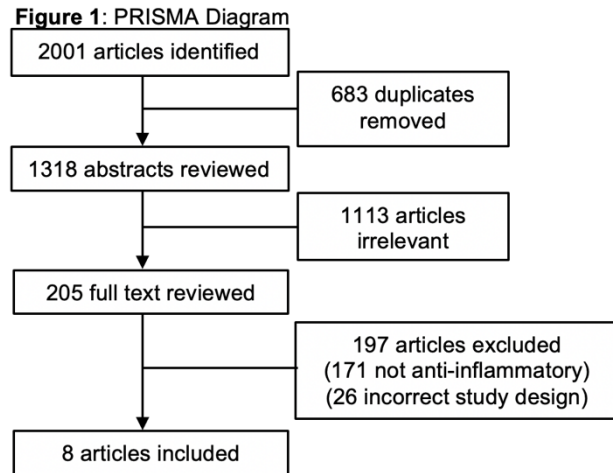 Figure 1: PRISMA Diagram
2001 articles identified
683 duplicates
removed
1318 abstracts reviewed
1113 articles
irrelevant
205 full text reviewed
197 articles excluded
(171 not anti-inflammatory)
(26 incorrect study design)
8 articles included